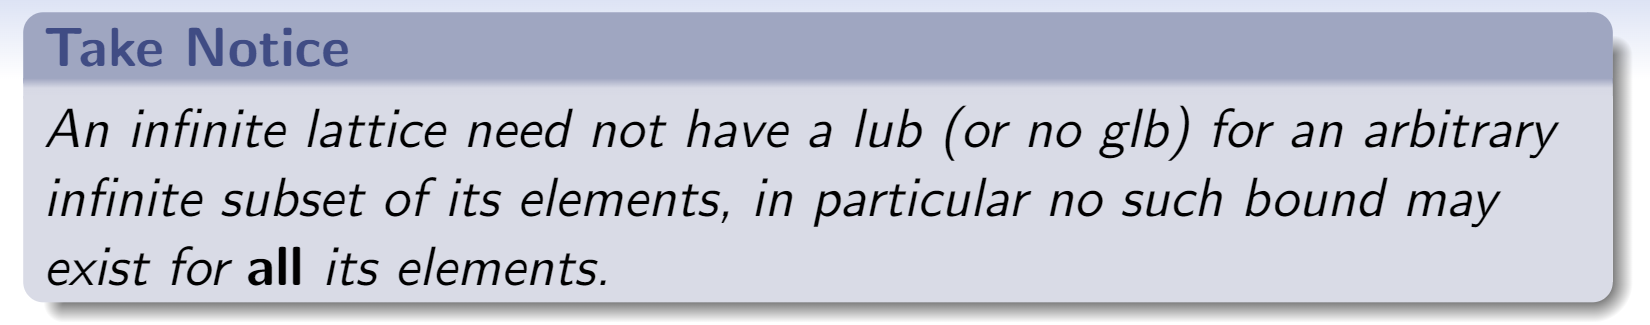 Take Notice
An infinite lattice need not have a lub (or no glb) for an arbitrary
infinite subset of its elements, in particular no such bound may
exist for all its elements.